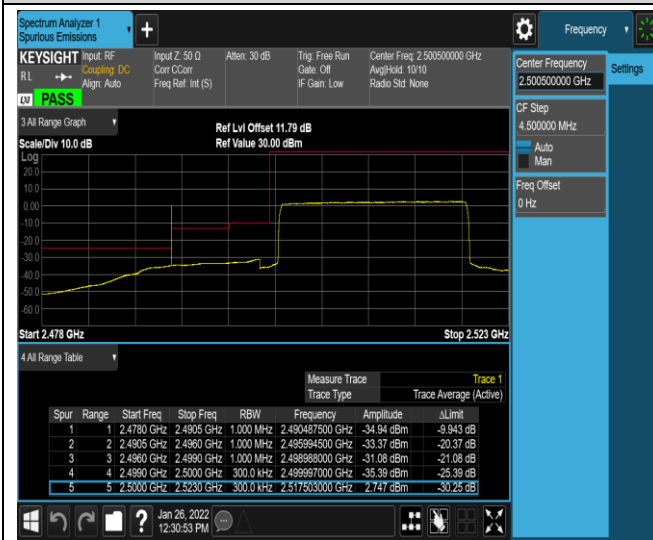 Spectrum Analyzer 1
Spurious Emissions
Frequency
KEYSIGHT Input: RF Input Z: 50 Ω Atten: 30 dB Trig: Free Run Center Freq: 2.500500000 GHz
RL Coupling: DC Corr CCorr Gate: Off Avg|Hold: 10/10
Align: Auto Freq Ref: Int (S) IF Gain: Low Radio Std: None
LXI PASS
Center Frequency
2.500500000 GHz
Settings
CF Step
4.500000 MHz
Auto
Man
Freq Offset
0 Hz
3 All Range Graph
Ref Lvl Offset 11.79 dB
Scale/Div 10.0 dB Ref Value 30.00 dBm
Log
20.0
10.0
0.00
-10.0
-20.0
-30.0
-40.0
-50.0
-60.0
Start 2.478 GHz Stop 2.523 GHz
4 All Range Table
Measure Trace Trace 1
Trace Type Trace Average (Active)
Spur Range Start Freq Stop Freq RBW Frequency Amplitude ΔLimit
1 1 2.4780 GHz 2.4905 GHz 1.000 MHz 2.490487500 GHz -34.94 dBm -9.943 dB
2 2 2.4905 GHz 2.4960 GHz 1.000 MHz 2.495994500 GHz -33.37 dBm -20.37 dB
3 3 2.4960 GHz 2.4990 GHz 1.000 MHz 2.498988000 GHz -31.08 dBm -21.08 dB
4 4 2.4990 GHz 2.5000 GHz 300.0 kHz 2.499997000 GHz -35.39 dBm -25.39 dB
5 5 2.5000 GHz 2.5230 GHz 300.0 kHz 2.517503000 GHz 2.747 dBm -30.25 dB
Jan 26, 2022
12:30:53 PM